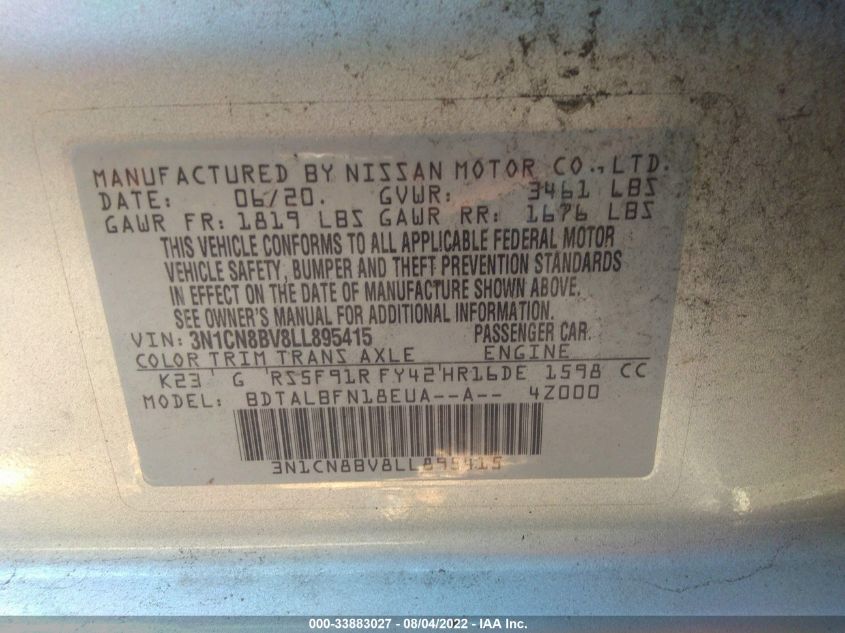 MANUFACTURED BY NISSAN MOTOR CO., LTD.
DATE: 06/20. GVWR: 3461 LBS
GAWR FR: 1819 LBS GAWR RR: 1676 LBS
THIS VEHICLE CONFORMS TO ALL APPLICABLE FEDERAL MOTOR
VEHICLE SAFETY, BUMPER AND THEFT PREVENTION STANDARDS
IN EFFECT ON THE DATE OF MANUFACTURE SHOWN ABOVE.
SEE OWNER'S MANUAL FOR ADDITIONAL INFORMATION.
VIN: 3N1CN8BV8LL895415 PASSENGER CAR
COLOR TRIM TRANS AXLE ENGINE
K23 G RS5F91R FY42 HR16DE 1598 CC
MODEL: BDTALBFN18EUA--A-- 4Z000
3N1CN8BV8LL895415
000-33883027 - 08/04/2022 - IAA Inc.